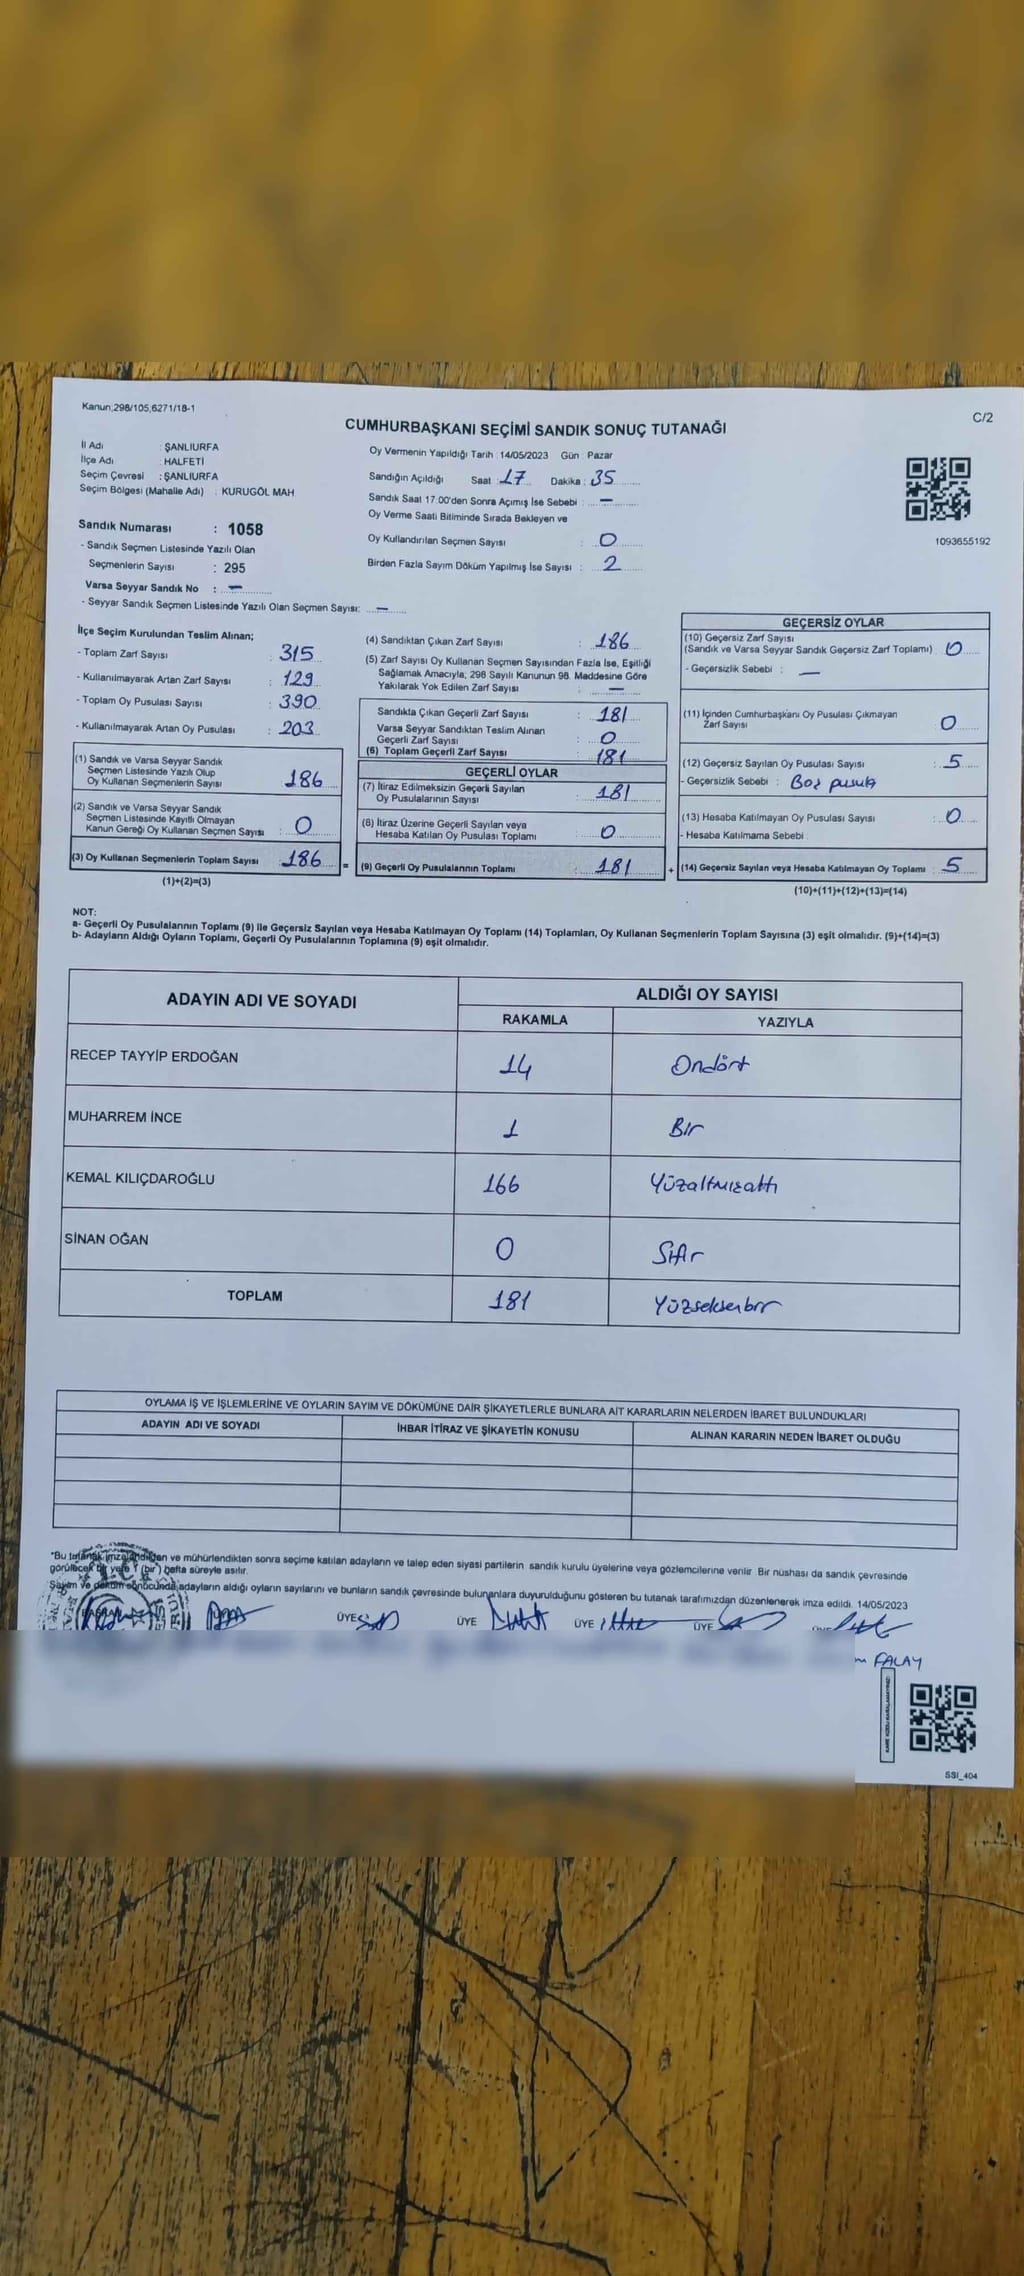 Kanun;298/105,6271/18-1
C/2
CUMHURBAŞKANI SEÇİMİ SANDIK SONUÇ TUTANAĞI
İl Adı : ŞANLIURFA
İlçe Adı : HALFETİ
Seçim Çevresi : ŞANLIURFA
Seçim Bölgesi (Mahalle Adı) : KURUGÖL MAH
Sandık Numarası : 1058
- Sandık Seçmen Listesinde Yazılı Olan
Seçmenlerin Sayısı : 295
Varsa Seyyar Sandık No : —
- Seyyar Sandık Seçmen Listesinde Yazılı Olan Seçmen Sayısı: —
Oy Vermenin Yapıldığı Tarih : 14/05/2023 Gün : Pazar
Sandığın Açıldığı Saat : 17 Dakika : 35
Sandık Saat 17.00'den Sonra Açımış İse Sebebi : —
Oy Verme Saati Bitiminde Sırada Bekleyen ve
Oy Kullandırılan Seçmen Sayısı : 0
Birden Fazla Sayım Döküm Yapılmış İse Sayısı : 2
1093655192
İlçe Seçim Kurulundan Teslim Alınan;
- Toplam Zarf Sayısı : 315
- Kullanılmayarak Artan Zarf Sayısı : 129
- Toplam Oy Pusulası Sayısı : 390
- Kullanılmayarak Artan Oy Pusulası : 203
(1) Sandık ve Varsa Seyyar Sandık
Seçmen Listesinde Yazılı Olup
Oy Kullanan Seçmenlerin Sayısı : 186
(2) Sandık ve Varsa Seyyar Sandık
Seçmen Listesinde Kayıtlı Olmayan
Kanun Gereği Oy Kullanan Seçmen Sayısı : 0
(3) Oy Kullanan Seçmenlerin Toplam Sayısı : 186 =
(1)+(2)=(3)
(4) Sandıktan Çıkan Zarf Sayısı : 186
(5) Zarf Sayısı Oy Kullanan Seçmen Sayısından Fazla İse, Eşitliği
Sağlamak Amacıyla; 298 Sayılı Kanunun 98. Maddesine Göre
Yakılarak Yok Edilen Zarf Sayısı : —
Sandıkta Çıkan Geçerli Zarf Sayısı : 181
Varsa Seyyar Sandıktan Teslim Alınan
Geçerli Zarf Sayısı : 0
(6) Toplam Geçerli Zarf Sayısı : 181
GEÇERLİ OYLAR
(7) İtiraz Edilmeksizin Geçerli Sayılan
Oy Pusulalarının Sayısı : 181
(8) İtiraz Üzerine Geçerli Sayılan veya
Hesaba Katılan Oy Pusulası Toplamı : 0
(9) Geçerli Oy Pusulalarının Toplamı : 181 +
GEÇERSİZ OYLAR
(10) Geçersiz Zarf Sayısı
(Sandık ve Varsa Seyyar Sandık Geçersiz Zarf Toplamı) : 0
- Geçersizlik Sebebi : —
(11) İçinden Cumhurbaşkanı Oy Pusulası Çıkmayan
Zarf Sayısı 0
(12) Geçersiz Sayılan Oy Pusulası Sayısı : 5
- Geçersizlik Sebebi : Boş pusula
(13) Hesaba Katılmayan Oy Pusulası Sayısı : 0
- Hesaba Katılmama Sebebi
(14) Geçersiz Sayılan veya Hesaba Katılmayan Oy Toplamı : 5
(10)+(11)+(12)+(13)=(14)
NOT:
a- Geçerli Oy Pusulalarının Toplamı (9) ile Geçersiz Sayılan veya Hesaba Katılmayan Oy Toplamı (14) Toplamları, Oy Kullanan Seçmenlerin Toplam Sayısına (3) eşit olmalıdır. (9)+(14)=(3)
b- Adayların Aldığı Oyların Toplamı, Geçerli Oy Pusulalarının Toplamına (9) eşit olmalıdır.
ADAYIN ADI VE SOYADI
ALDIĞI OY SAYISI
RAKAMLA YAZIYLA
RECEP TAYYİP ERDOĞAN 14 Ondört
MUHARREM İNCE 1 Bir
KEMAL KILIÇDAROĞLU 166 Yüzaltmışaltı
SİNAN OĞAN 0 Sıfır
TOPLAM 181 Yüzseksenbir
OYLAMA İŞ VE İŞLEMLERİNE VE OYLARIN SAYIM VE DÖKÜMÜNE DAİR ŞİKAYETLERLE BUNLARA AİT KARARLARIN NELERDEN İBARET BULUNDUKLARI
ADAYIN ADI VE SOYADI İHBAR İTİRAZ VE ŞİKAYETİN KONUSU ALINAN KARARIN NEDEN İBARET OLDUĞU
*Bu tutanak imzalandıktan ve mühürlendikten sonra seçime katılan adayların ve talep eden siyasi partilerin sandık kurulu üyelerine veya gözlemcilerine verilir. Bir nüshası da sandık çevresinde
görülecek bir yere 1 (bir) hafta süreyle asılır.
Sayım ve döküm sonucunda adayların aldığı oyların sayılarını ve bunların sandık çevresinde bulunanlara duyurulduğunu gösteren bu tutanak tarafımızdan düzenlenerek imza edildi. 14/05/2023
BAŞKAN ÜYE ÜYE ÜYE ÜYE
FALAY
SSI_404